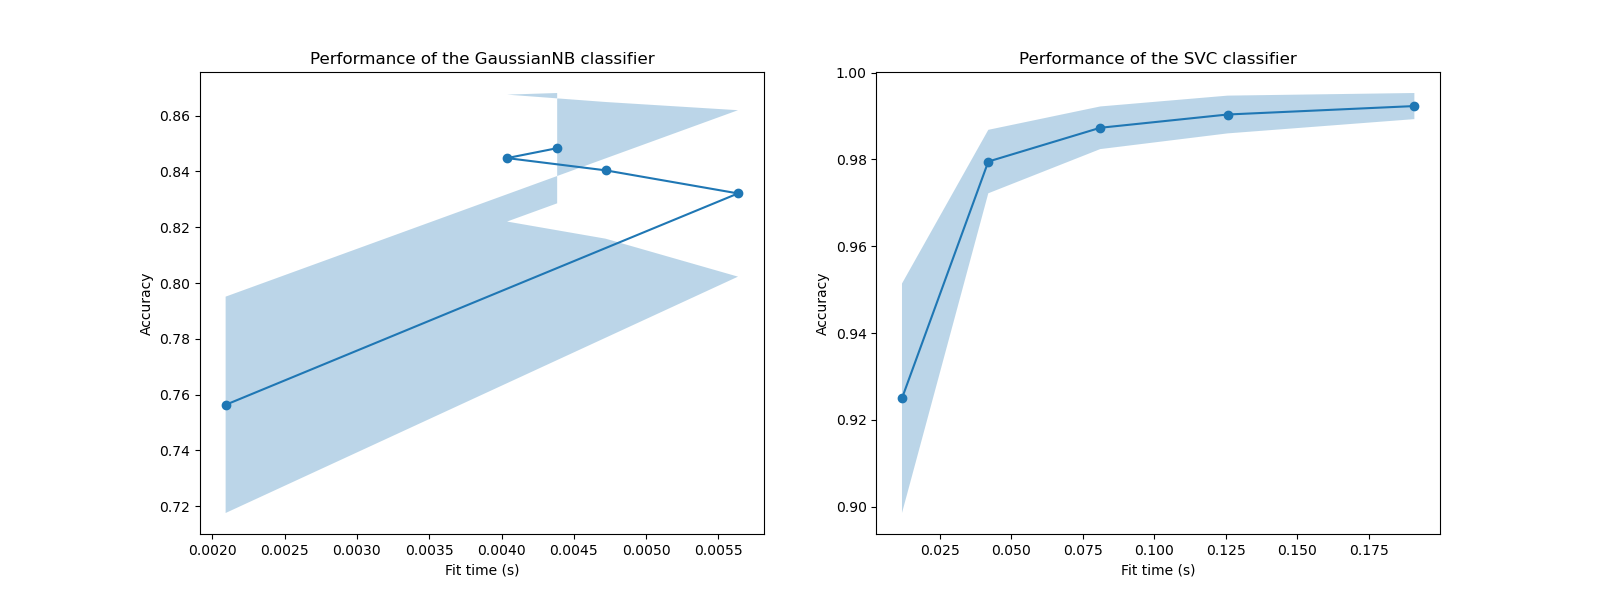 Performance of the GaussianNB classifier
Accuracy
0.86
0.84
0.82
0.80
0.78
0.76
0.74
0.72
0.0020 0.0025 0.0030 0.0035 0.0040 0.0045 0.0050 0.0055
Fit time (s)
Performance of the SVC classifier
Accuracy
1.00
0.98
0.96
0.94
0.92
0.90
0.025 0.050 0.075 0.100 0.125 0.150 0.175
Fit time (s)